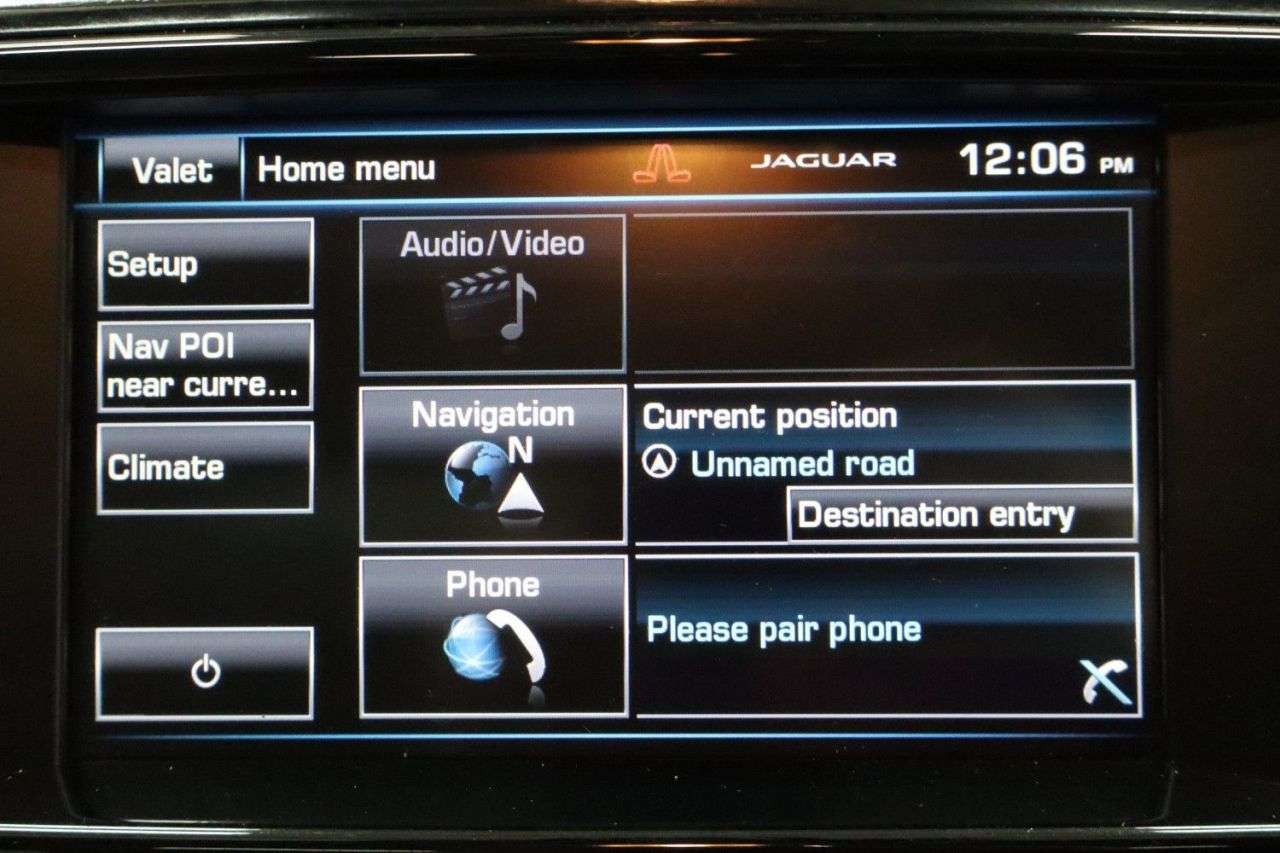 Valet
Home menu
JAGUAR
12:06 PM
Setup
Nav POI
near curre...
Climate
Audio/Video
Navigation
N
Current position
Unnamed road
Destination entry
Phone
Please pair phone